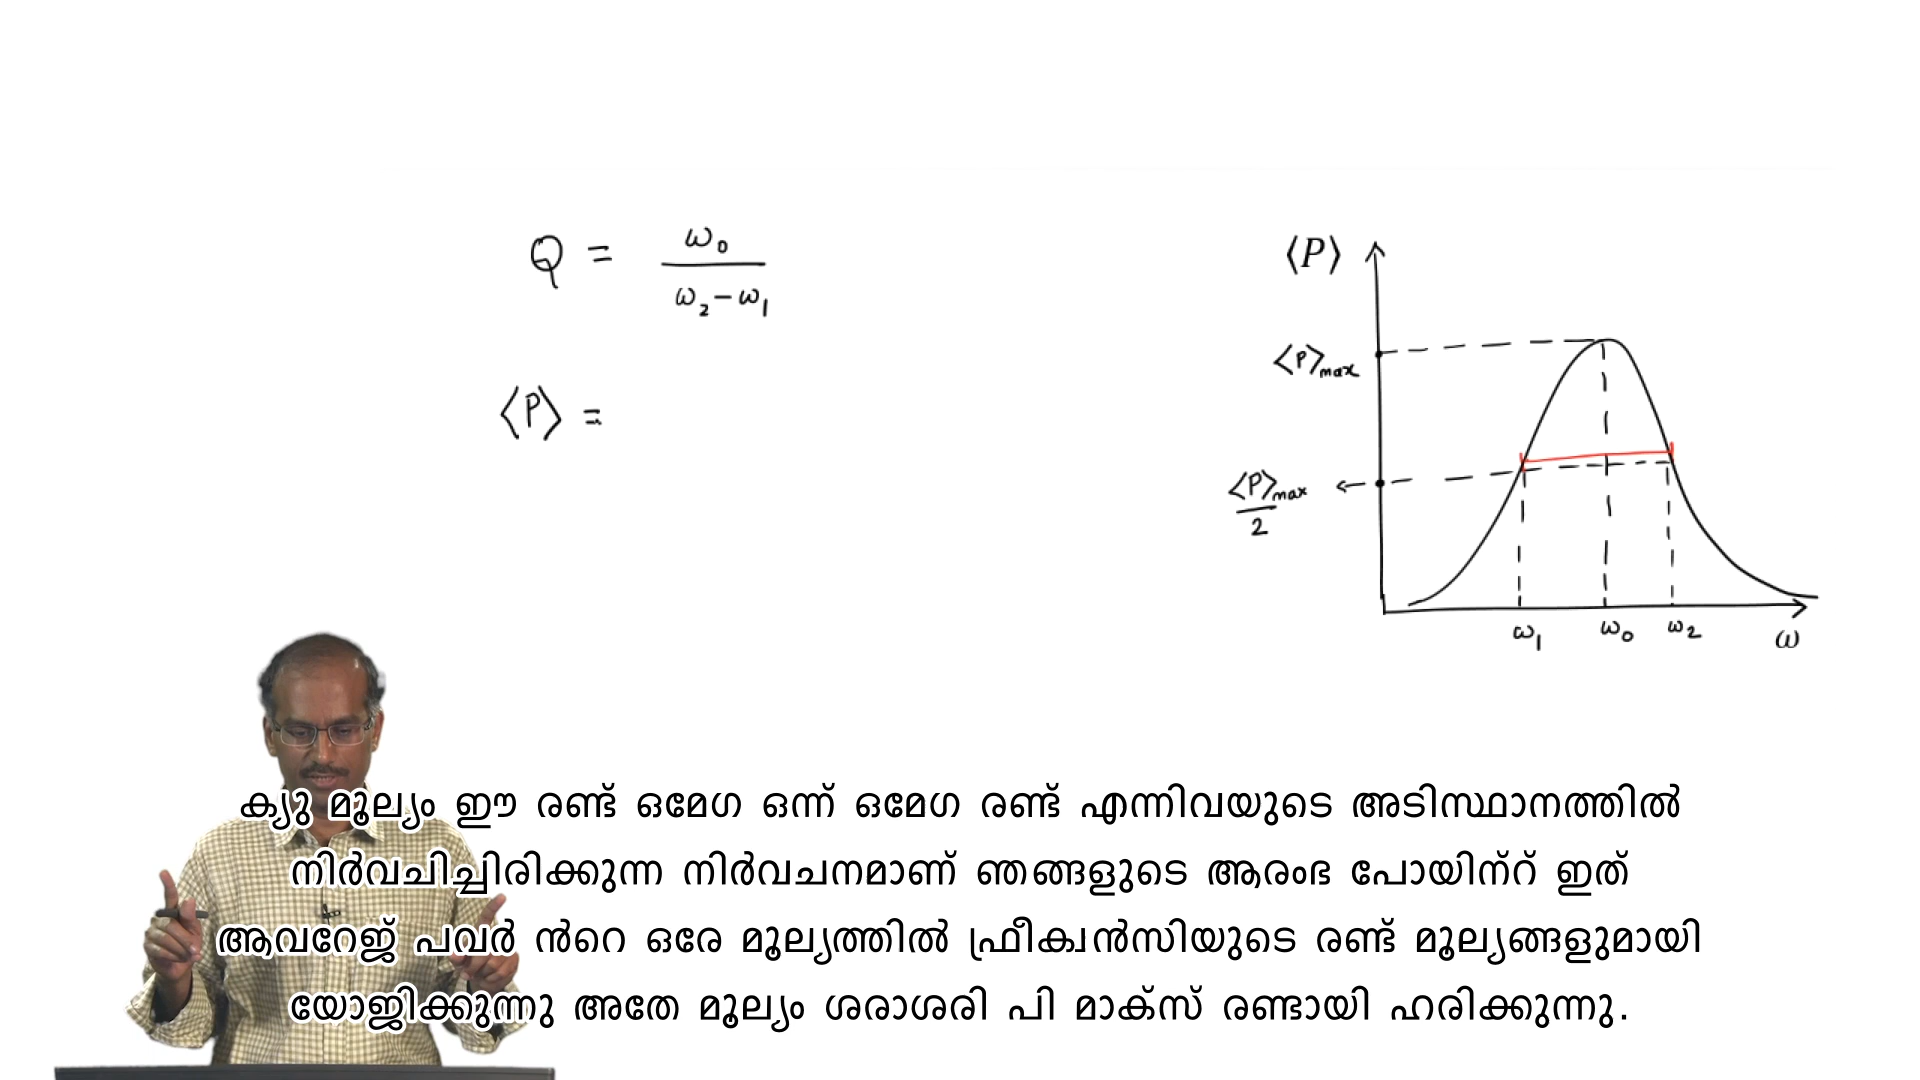 Q = ω₀ / (ω₂ − ω₁)
⟨P⟩ =
⟨P⟩
⟨P⟩max
⟨P⟩max / 2
ω₁ ω₀ ω₂ ω
ക്യു മൂല്യം ഈ രണ്ട് ഒമേഗ ഒന്ന് ഒമേഗ രണ്ട് എന്നിവയുടെ അടിസ്ഥാനത്തിൽ
നിർവചിച്ചിരിക്കുന്ന നിർവചനമാണ് ഞങ്ങളുടെ ആരംഭ പോയിന്റ് ഇത്
ആവറേജ് പവർ ൻറെ ഒരേ മൂല്യത്തിൽ ഫ്രീക്വൻസിയുടെ രണ്ട് മൂല്യങ്ങളുമായി
യോജിക്കുന്നു അതേ മൂല്യം ശരാശരി പി മാക്സ് രണ്ടായി ഹരിക്കുന്നു.